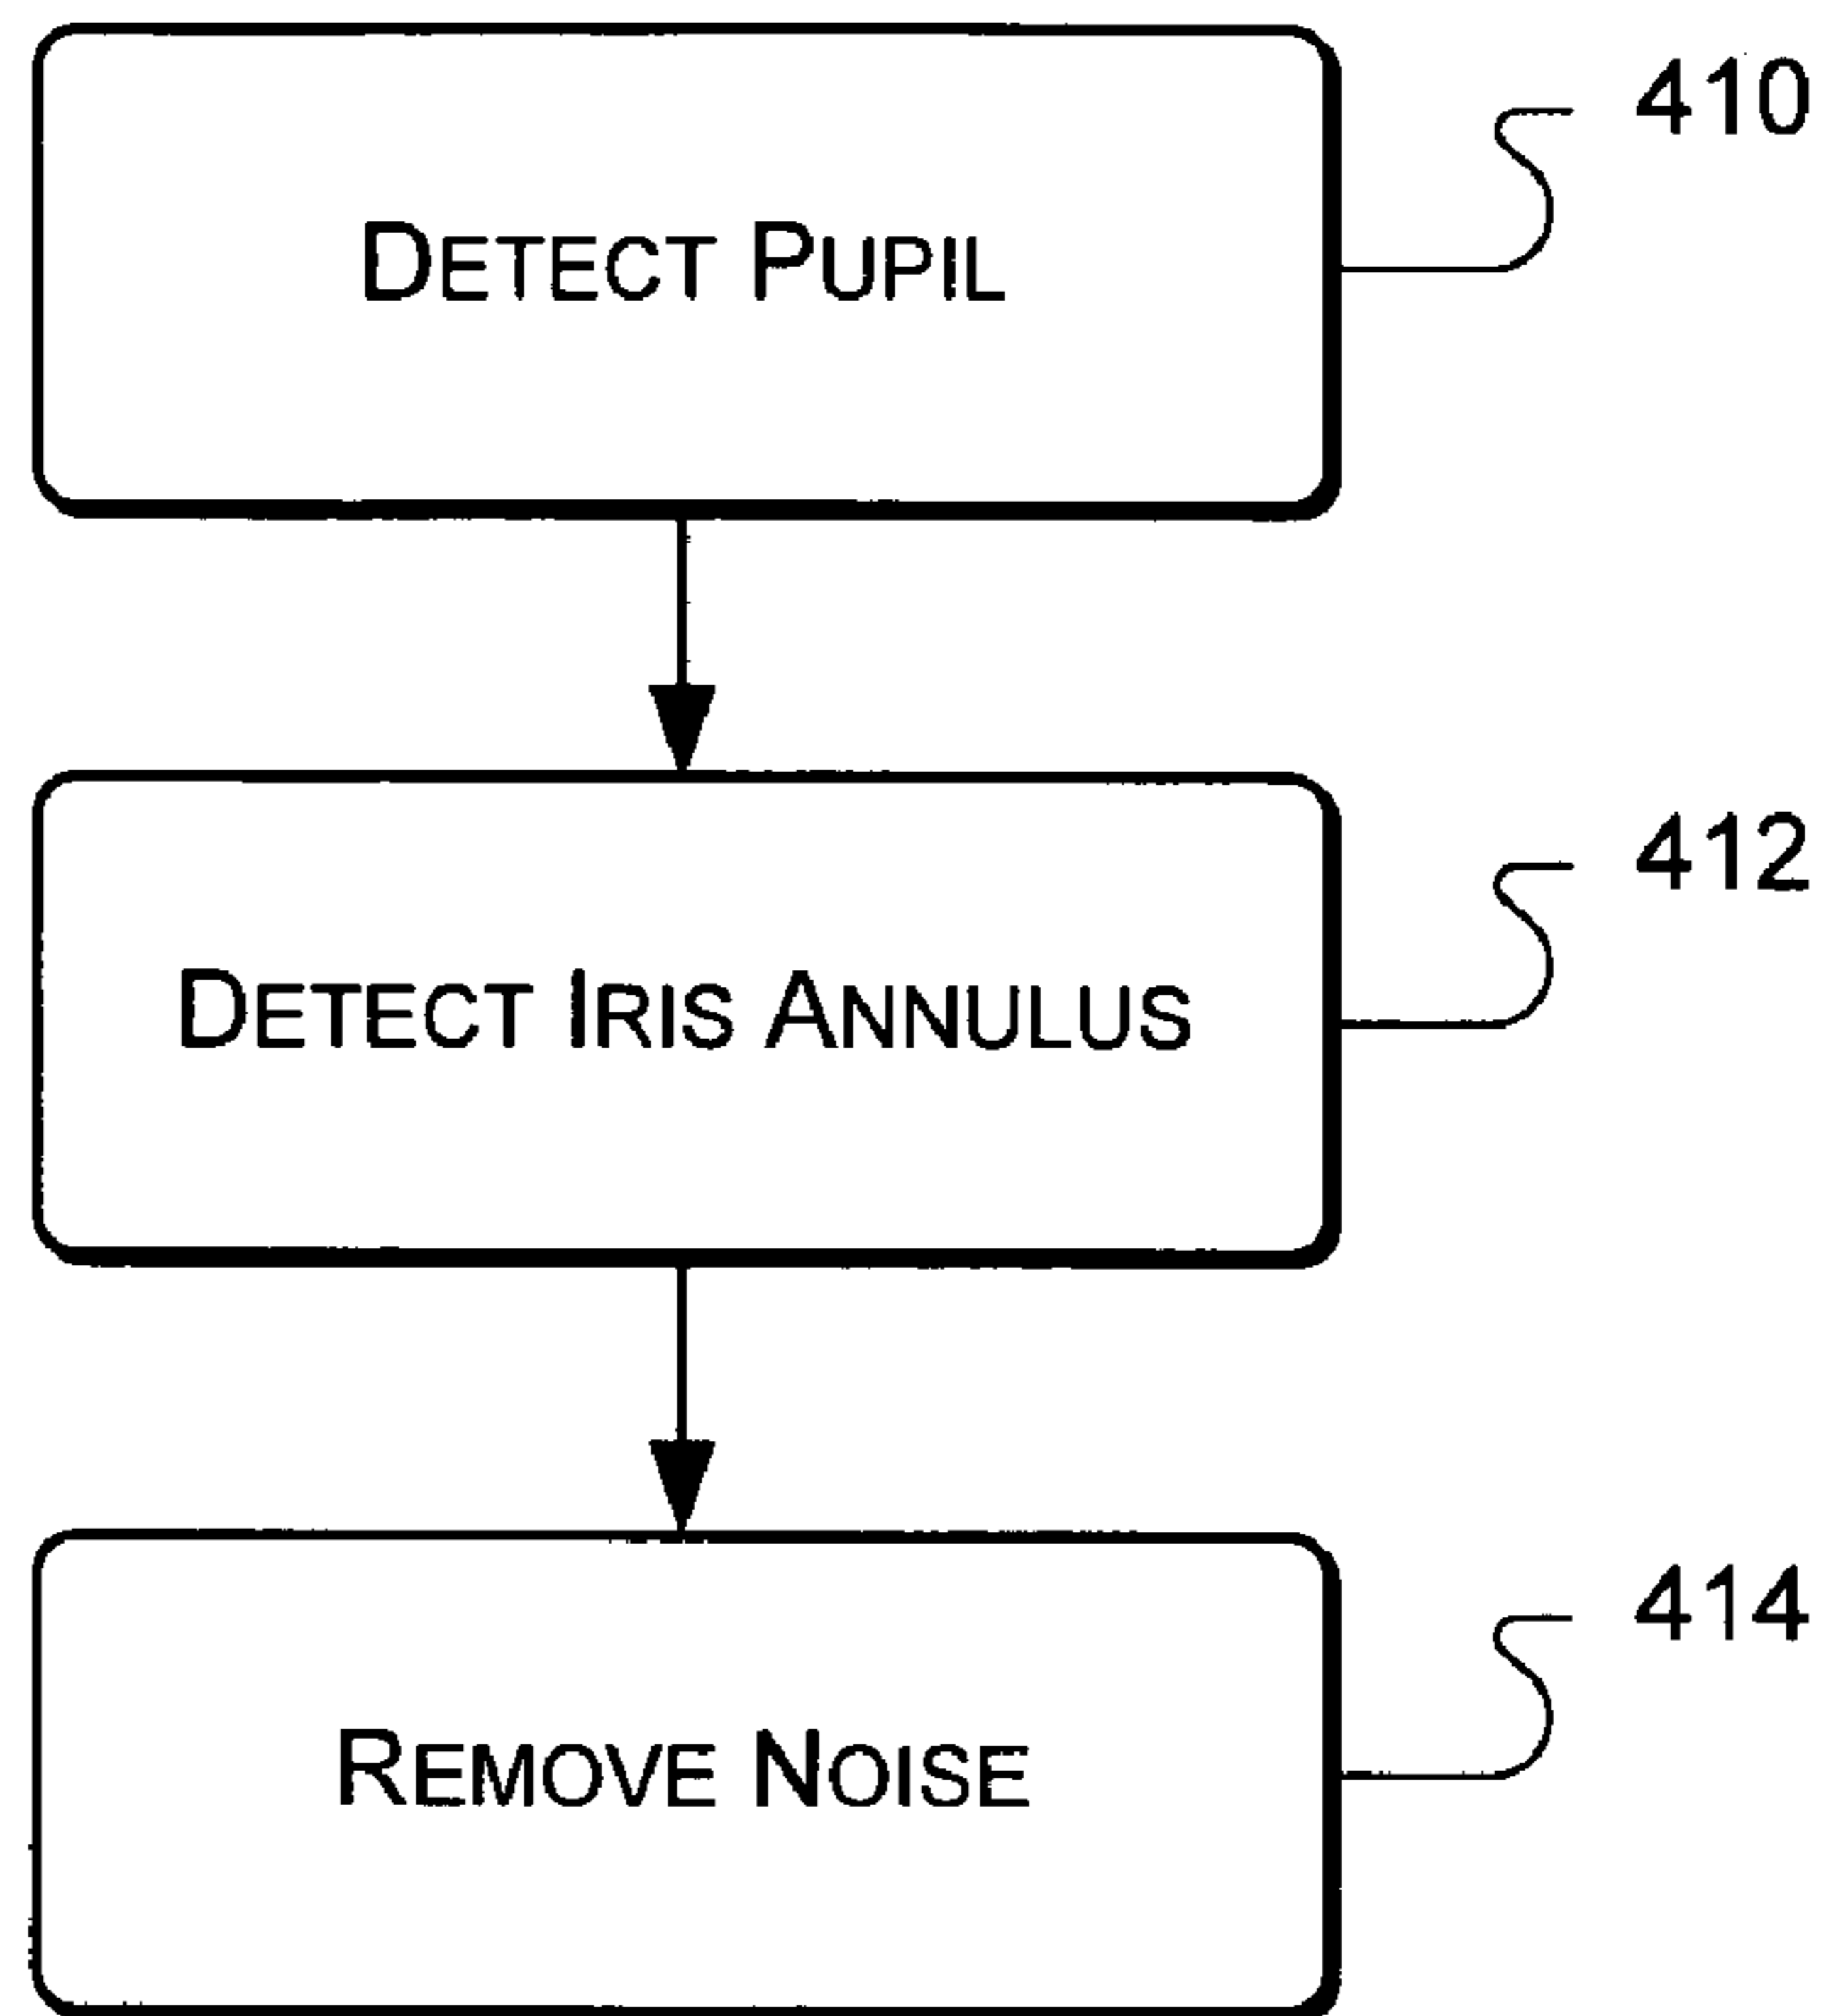 410
DETECT PUPIL
412
DETECT IRIS ANNULUS
414
REMOVE NOISE